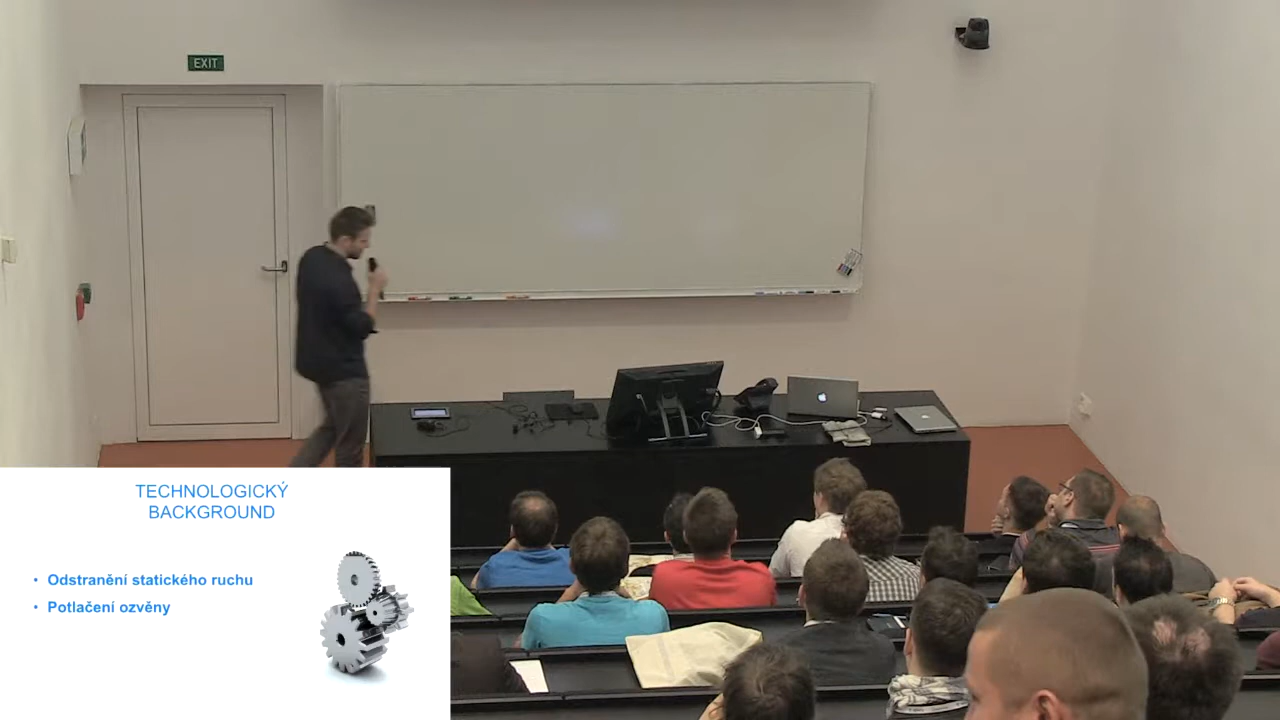 EXIT
TECHNOLOGICKÝ
BACKGROUND
• Odstranění statického ruchu
• Potlačení ozvěny